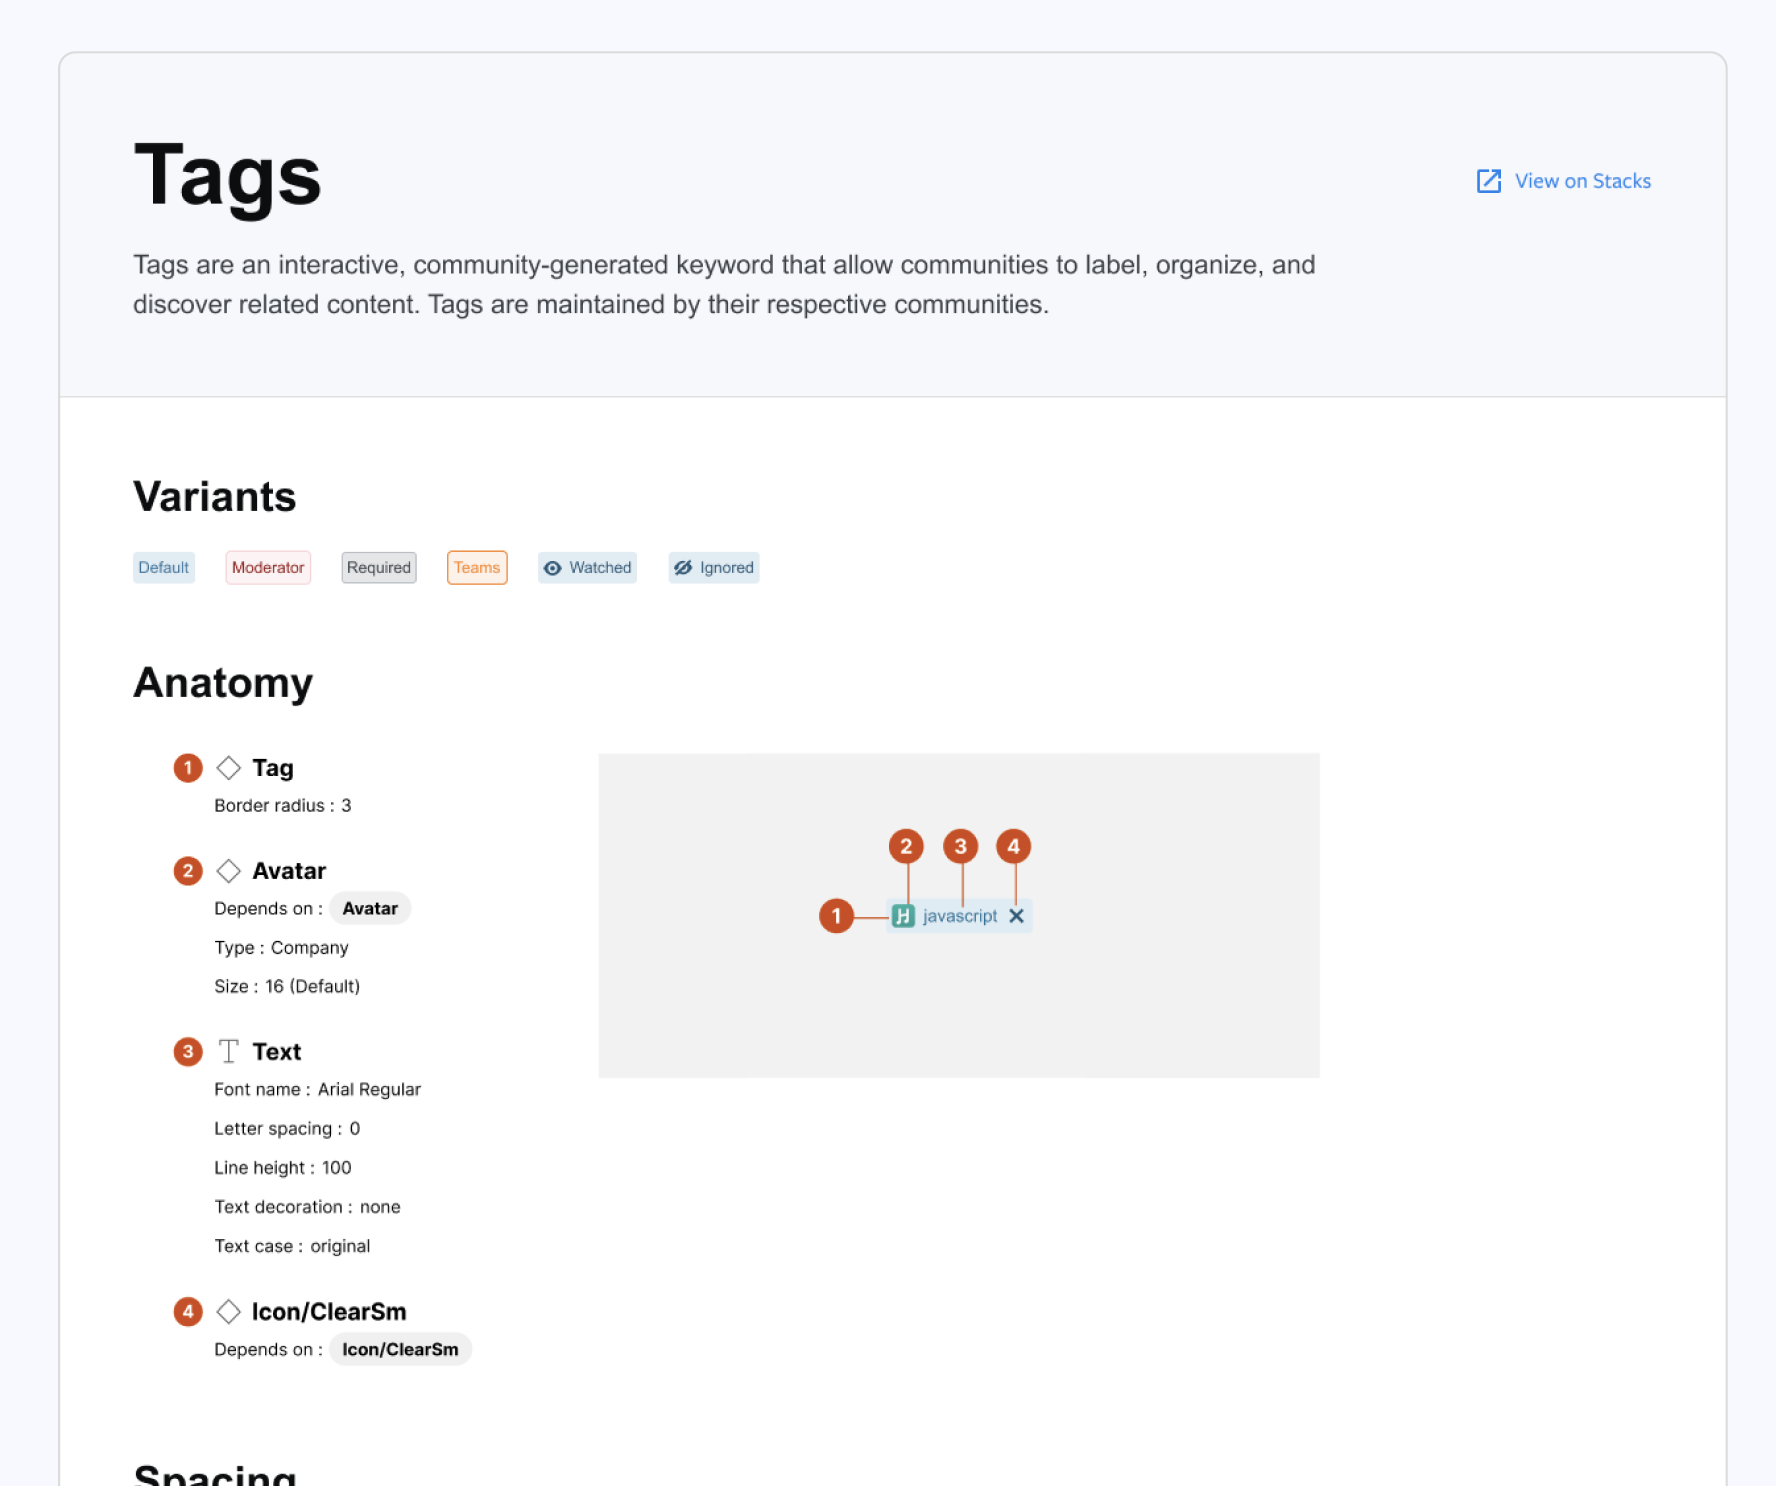 Tags
View on Stacks
Tags are an interactive, community-generated keyword that allow communities to label, organize, and
discover related content. Tags are maintained by their respective communities.
Variants
Default Moderator Required Teams Watched Ignored
Anatomy
1 Tag
Border radius : 3
2 Avatar
Depends on : Avatar
Type : Company
Size : 16 (Default)
3 Text
Font name : Arial Regular
Letter spacing : 0
Line height : 100
Text decoration : none
Text case : original
4 Icon/ClearSm
Depends on : Icon/ClearSm
2 3 4
1 javascript
Spacing